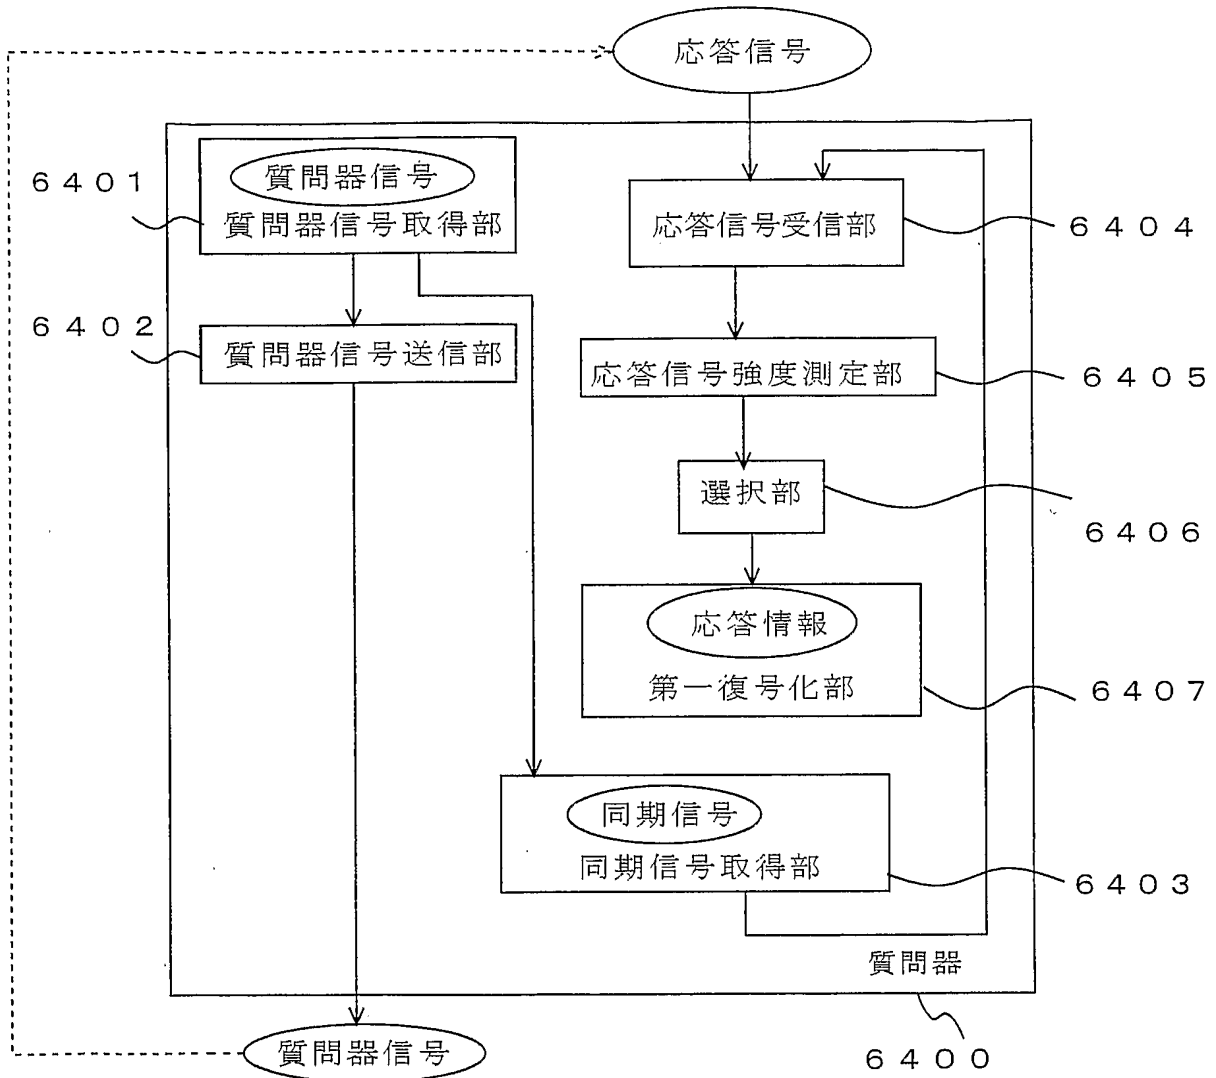 応答信号
6401
質問器信号
質問器信号取得部
応答信号受信部
6404
6402
質問器信号送信部
応答信号強度測定部
6405
選択部
6406
応答情報
第一復号化部
6407
同期信号
同期信号取得部
6403
質問器
質問器信号
6400